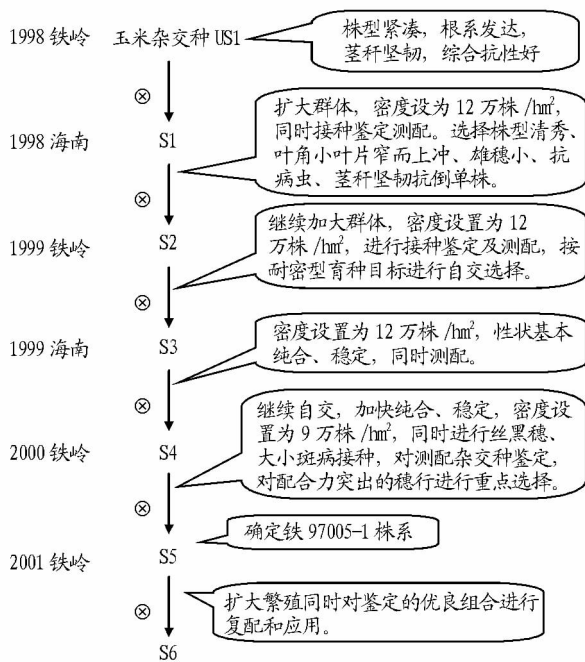 1998 铁岭 玉米杂交种 US1
株型紧凑，根系发达，
茎秆坚韧，综合抗性好
⊗
1998 海南 S1
扩大群体，密度设为 12 万株 /hm²，
同时接种鉴定测配。选择株型清秀、
叶角小叶片窄而上冲、雄穗小、抗
病虫、茎秆坚韧抗倒单株。
⊗
1999 铁岭 S2
继续加大群体，密度设置为 12
万株 /hm²，进行接种鉴定及测配，按
耐密型育种目标进行自交选择。
⊗
1999 海南 S3
密度设置为 12 万株 /hm²，性状基本
纯合、稳定，同时测配。
⊗
2000 铁岭 S4
继续自交，加快纯合、稳定，密度设
置为 9 万株 /hm²，同时进行丝黑穗、
大小斑病接种，对测配杂交种鉴定，
对配合力突出的穗行进行重点选择。
⊗
确定铁 97005-1 株系
2001 铁岭 S5
⊗
扩大繁殖同时对鉴定的优良组合进行
复配和应用。
S6